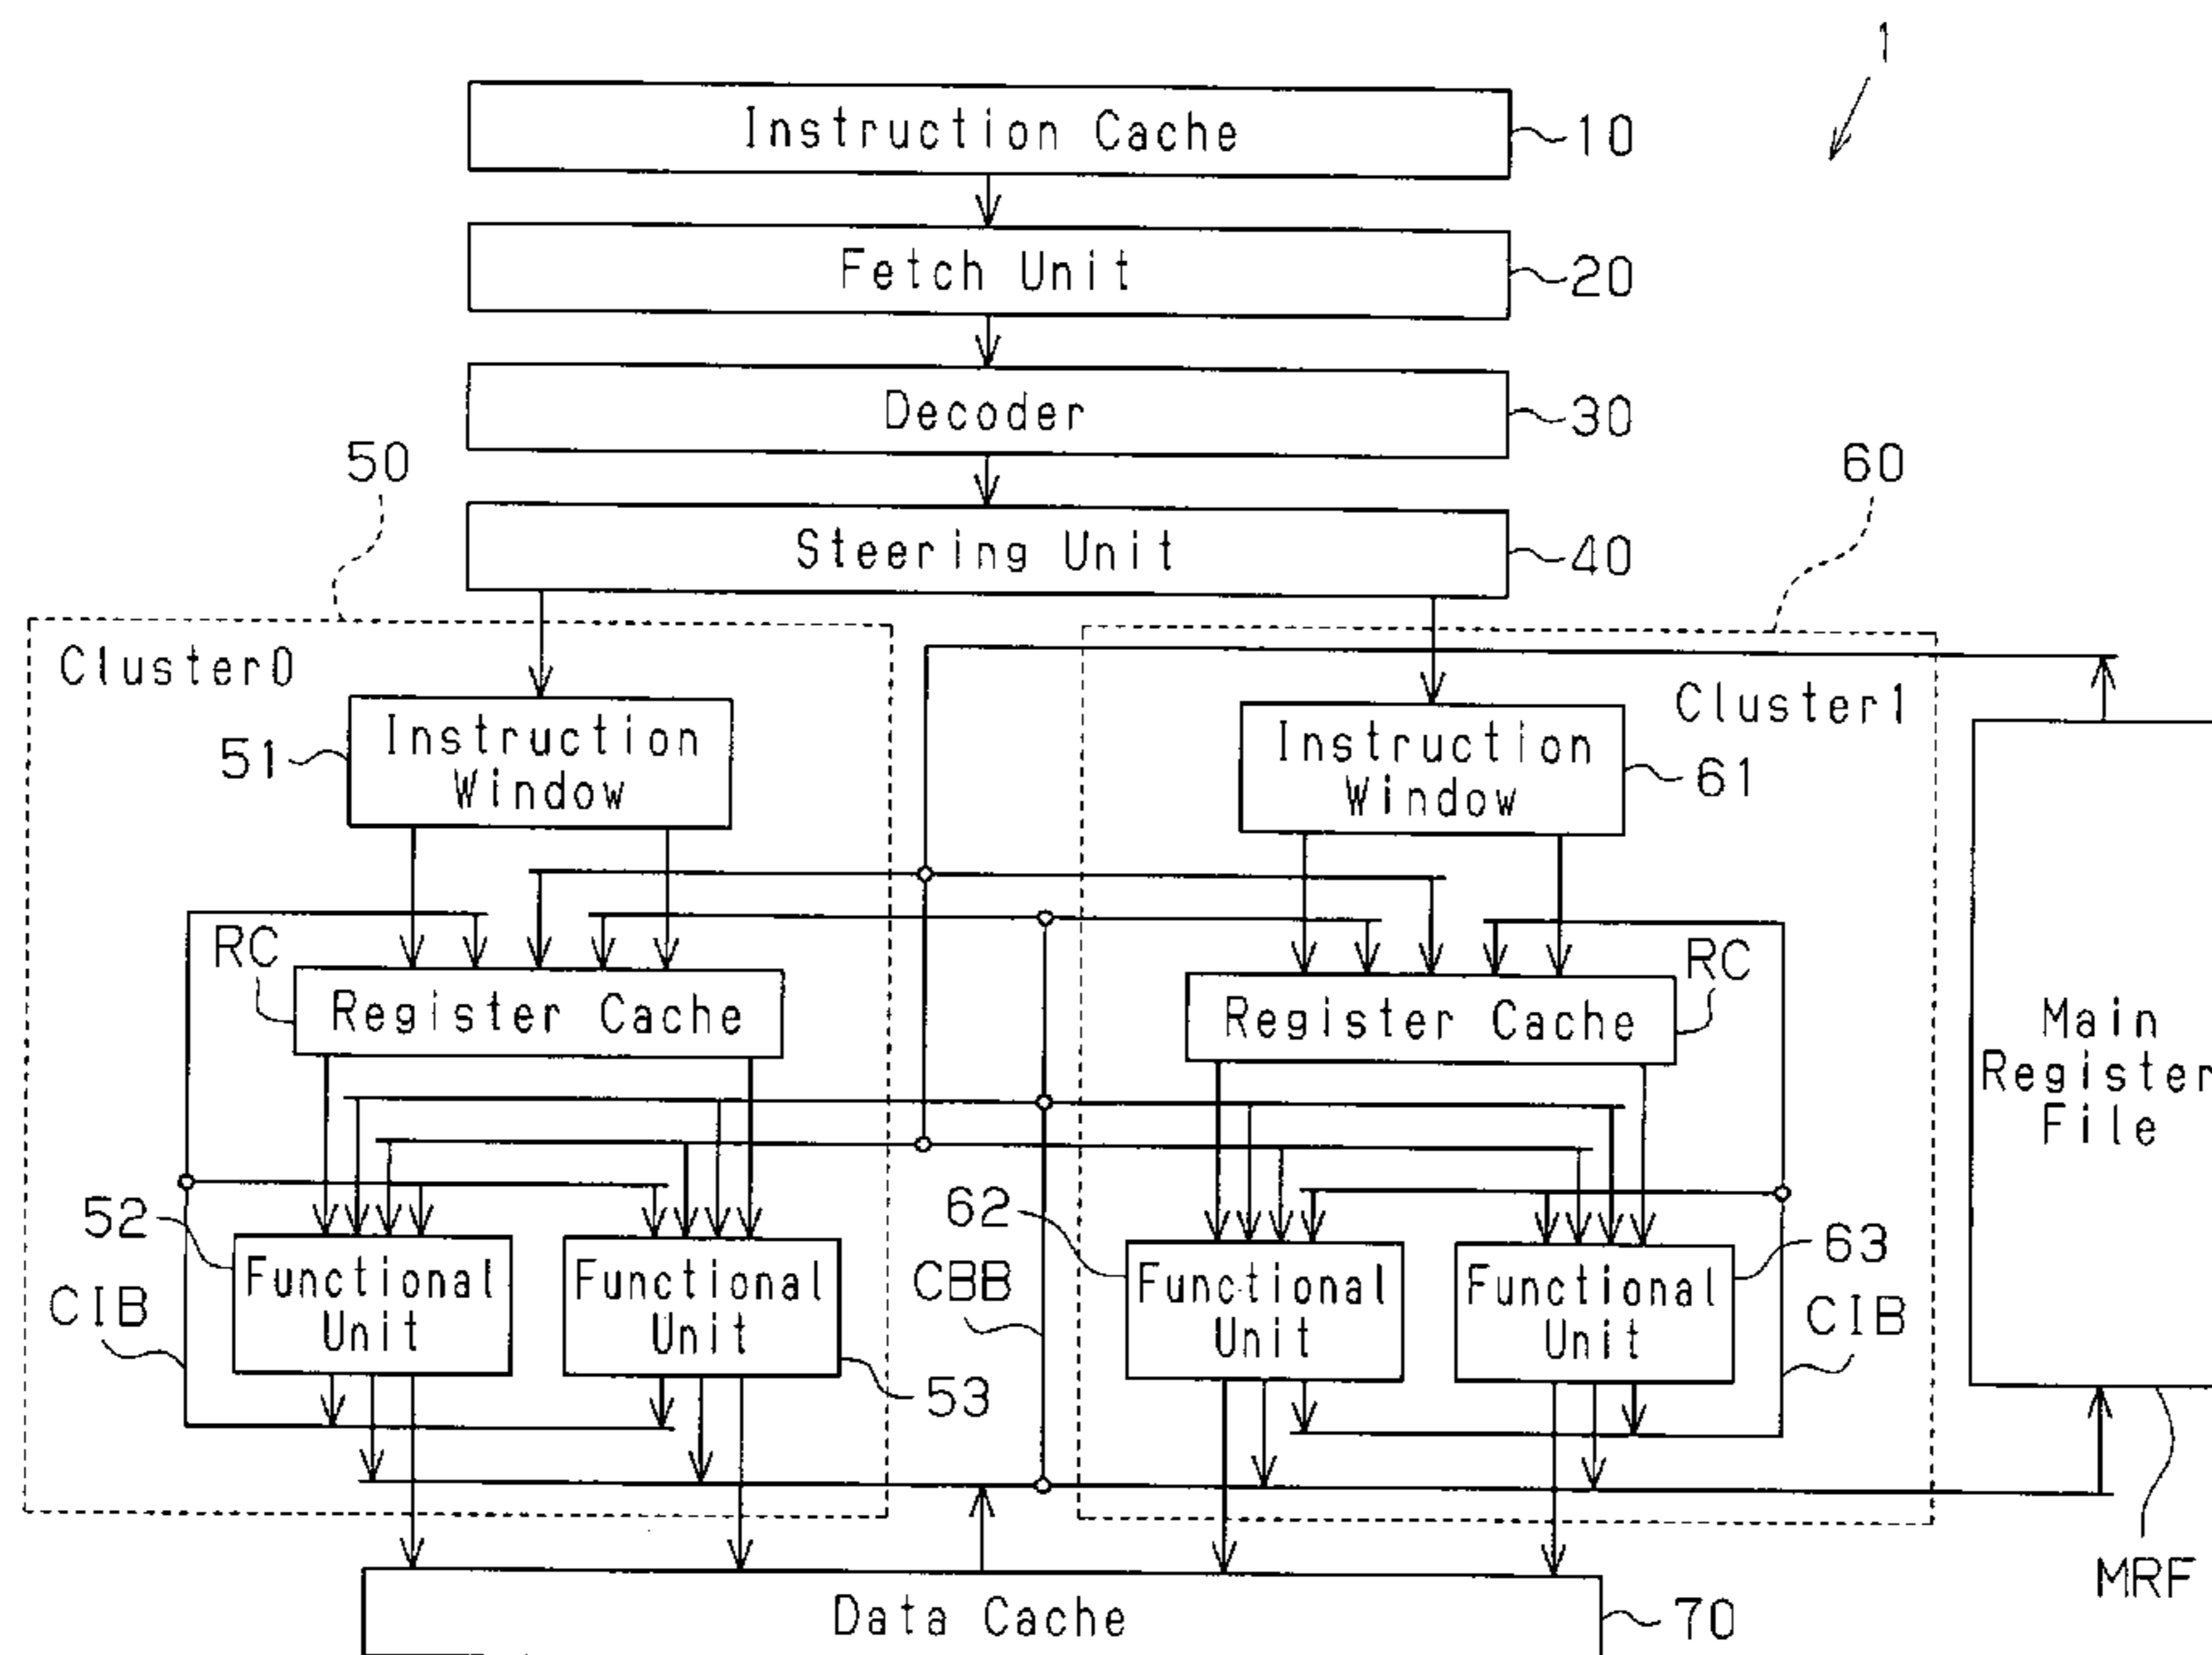 1
Instruction Cache
10
Fetch Unit
20
Decoder
30
50
60
Steering Unit
40
Cluster0
Cluster1
51
Instruction
Window
Instruction
Window
61
RC
RC
Register Cache
Register Cache
Main
Register
File
52
62
63
CIB
Functional
Unit
Functional
Unit
CBB
Functional
Unit
Functional
Unit
CIB
53
MRF
Data Cache
70